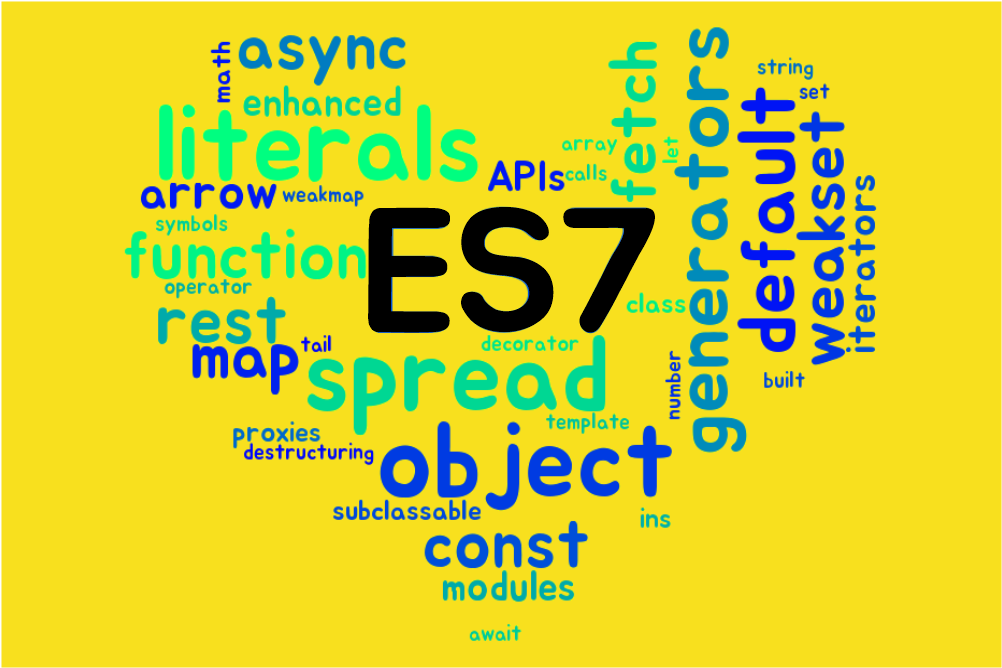 async
math
enhanced
literals
arrow
weakmap
symbols
function
operator
rest
map
tail
fetch
array
let
APIs
calls
ES7
generators
string
set
default
weakset
iterators
class
decorator
spread
number
built
template
proxies
destructuring
object
subclassable
ins
const
modules
await